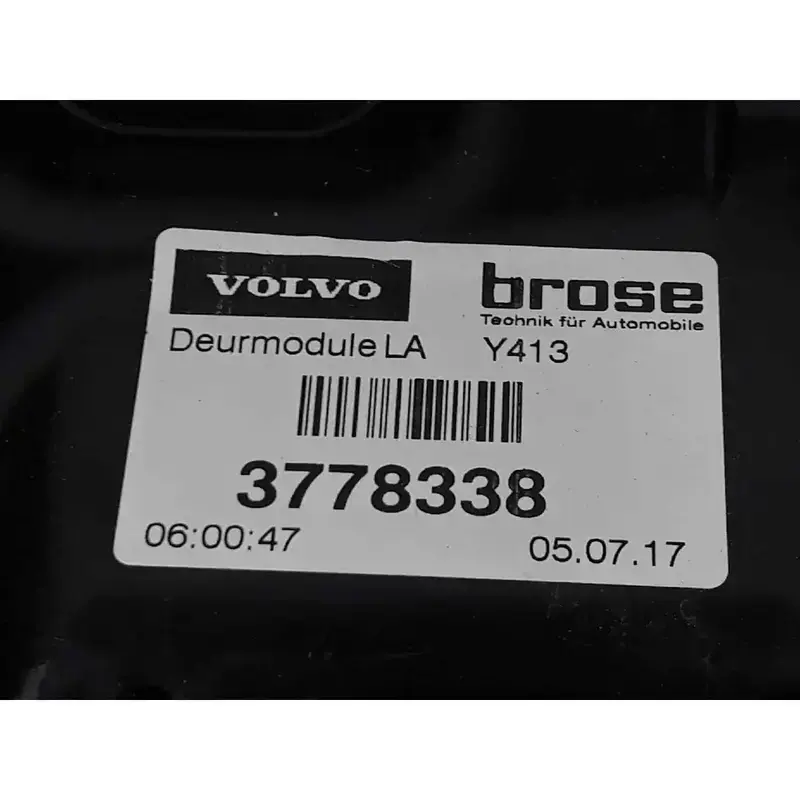 VOLVO brose
Technik für Automobile
Deurmodule LA Y413
3778338
06:00:47 05.07.17